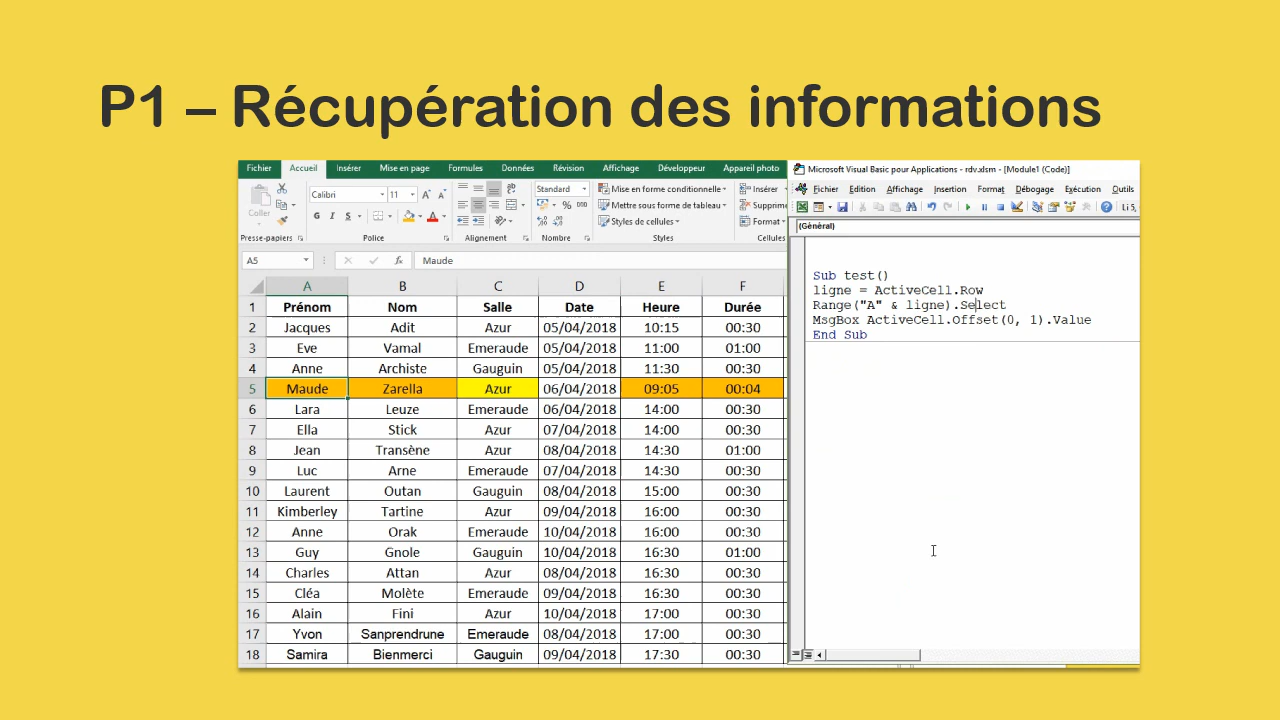 P1 – Récupération des informations
Fichier Accueil Insérer Mise en page Formules Données Révision Affichage Développeur Appareil photo
Coller
Calibri 11
G I S
Standard
% 000
Mise en forme conditionnelle
Mettre sous forme de tableau
Styles de cellules
Insérer
Supprime
Format
Presse-papiers Police Alignement Nombre Styles Cellules
A5 fx Maude
A B C D E F
1 Prénom Nom Salle Date Heure Durée
2 Jacques Adit Azur 05/04/2018 10:15 00:30
3 Eve Vamal Emeraude 05/04/2018 11:00 01:00
4 Anne Archiste Gauguin 05/04/2018 11:30 00:30
5 Maude Zarella Azur 06/04/2018 09:05 00:04
6 Lara Leuze Emeraude 06/04/2018 14:00 00:30
7 Ella Stick Azur 07/04/2018 14:00 00:30
8 Jean Transène Azur 08/04/2018 14:30 01:00
9 Luc Arne Emeraude 07/04/2018 14:30 00:30
10 Laurent Outan Gauguin 08/04/2018 15:00 00:30
11 Kimberley Tartine Azur 09/04/2018 16:00 00:30
12 Anne Orak Emeraude 10/04/2018 16:00 00:30
13 Guy Gnole Gauguin 10/04/2018 16:30 01:00
14 Charles Attan Azur 08/04/2018 16:30 00:30
15 Cléa Molète Emeraude 09/04/2018 16:30 00:30
16 Alain Fini Azur 10/04/2018 17:00 00:30
17 Yvon Sanprendrune Emeraude 08/04/2018 17:00 00:30
18 Samira Bienmerci Gauguin 09/04/2018 17:30 00:30
Microsoft Visual Basic pour Applications - rdv.xlsm - [Module1 (Code)]
Fichier Edition Affichage Insertion Format Débogage Exécution Outils
Li 5,
(Général)
Sub test()
ligne = ActiveCell.Row
Range("A" & ligne).Select
MsgBox ActiveCell.Offset(0, 1).Value
End Sub